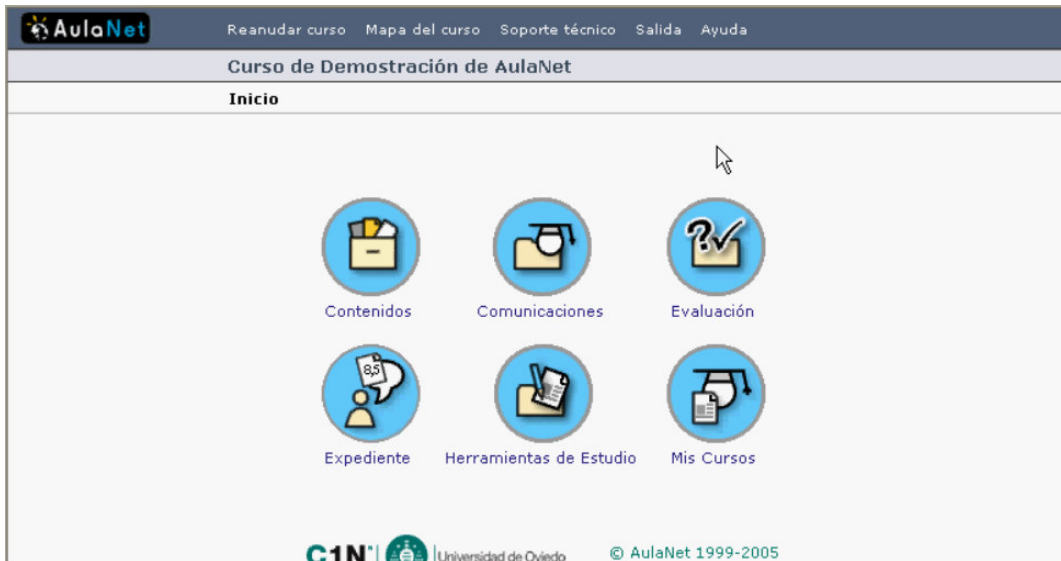 AulaNet Reanudar curso Mapa del curso Soporte técnico Salida Ayuda
Curso de Demostración de AulaNet
Inicio
Contenidos Comunicaciones Evaluación
8,5
Expediente Herramientas de Estudio Mis Cursos
C1N Universidad de Oviedo © AulaNet 1999-2005